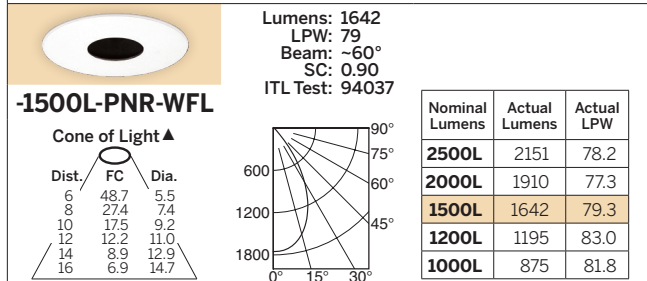 Lumens: 1642
LPW: 79
Beam: ~60°
SC: 0.90
ITL Test: 94037
-1500L-PNR-WFL
Cone of Light▲
Dist. FC Dia.
6 48.7 5.5
8 27.4 7.4
10 17.5 9.2
12 12.2 11.0
14 8.9 12.9
16 6.9 14.7
90°
75°
600
60°
1200
45°
1800
0° 15° 30°
Nominal Lumens Actual Lumens Actual LPW
2500L 2151 78.2
2000L 1910 77.3
1500L 1642 79.3
1200L 1195 83.0
1000L 875 81.8